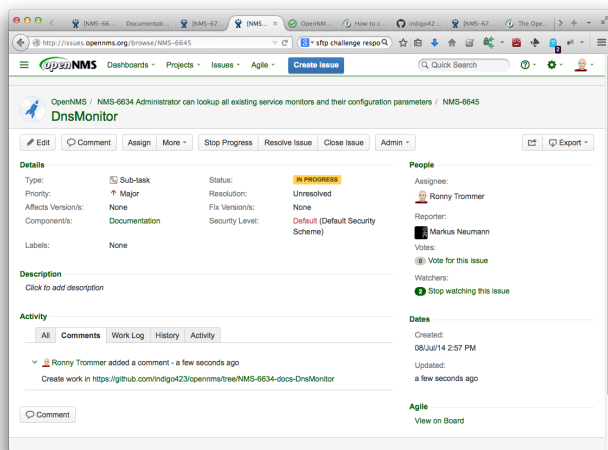 [NMS-66...
Documentati...
[NMS-67...
[NMS...
OpenNM...
How to c...
indigo42...
[NMS-67...
The Ope...
http://issues.opennms.org/browse/NMS-6645
sftp challenge respo
openNMS Dashboards Projects Issues Agile Create issue Quick Search
OpenNMS / NMS-6634 Administrator can lookup all existing service monitors and their configuration parameters / NMS-6645
DnsMonitor
Edit Comment Assign More Stop Progress Resolve Issue Close Issue Admin Export
Details
Type: Sub-task Status: IN PROGRESS
Priority: Major Resolution: Unresolved
Affects Version/s: None Fix Version/s: None
Component/s: Documentation Security Level: Default (Default Security
Scheme)
Labels: None
Description
Click to add description
Activity
All Comments Work Log History Activity
Ronny Trommer added a comment - a few seconds ago
Create work in https://github.com/indigo423/opennms/tree/NMS-6634-docs-DnsMonitor
Comment
People
Assignee:
Ronny Trommer
Reporter:
Markus Neumann
Votes:
0 Vote for this issue
Watchers:
Stop watching this issue
Dates
Created:
08/Jul/14 2:57 PM
Updated:
a few seconds ago
Agile
View on Board